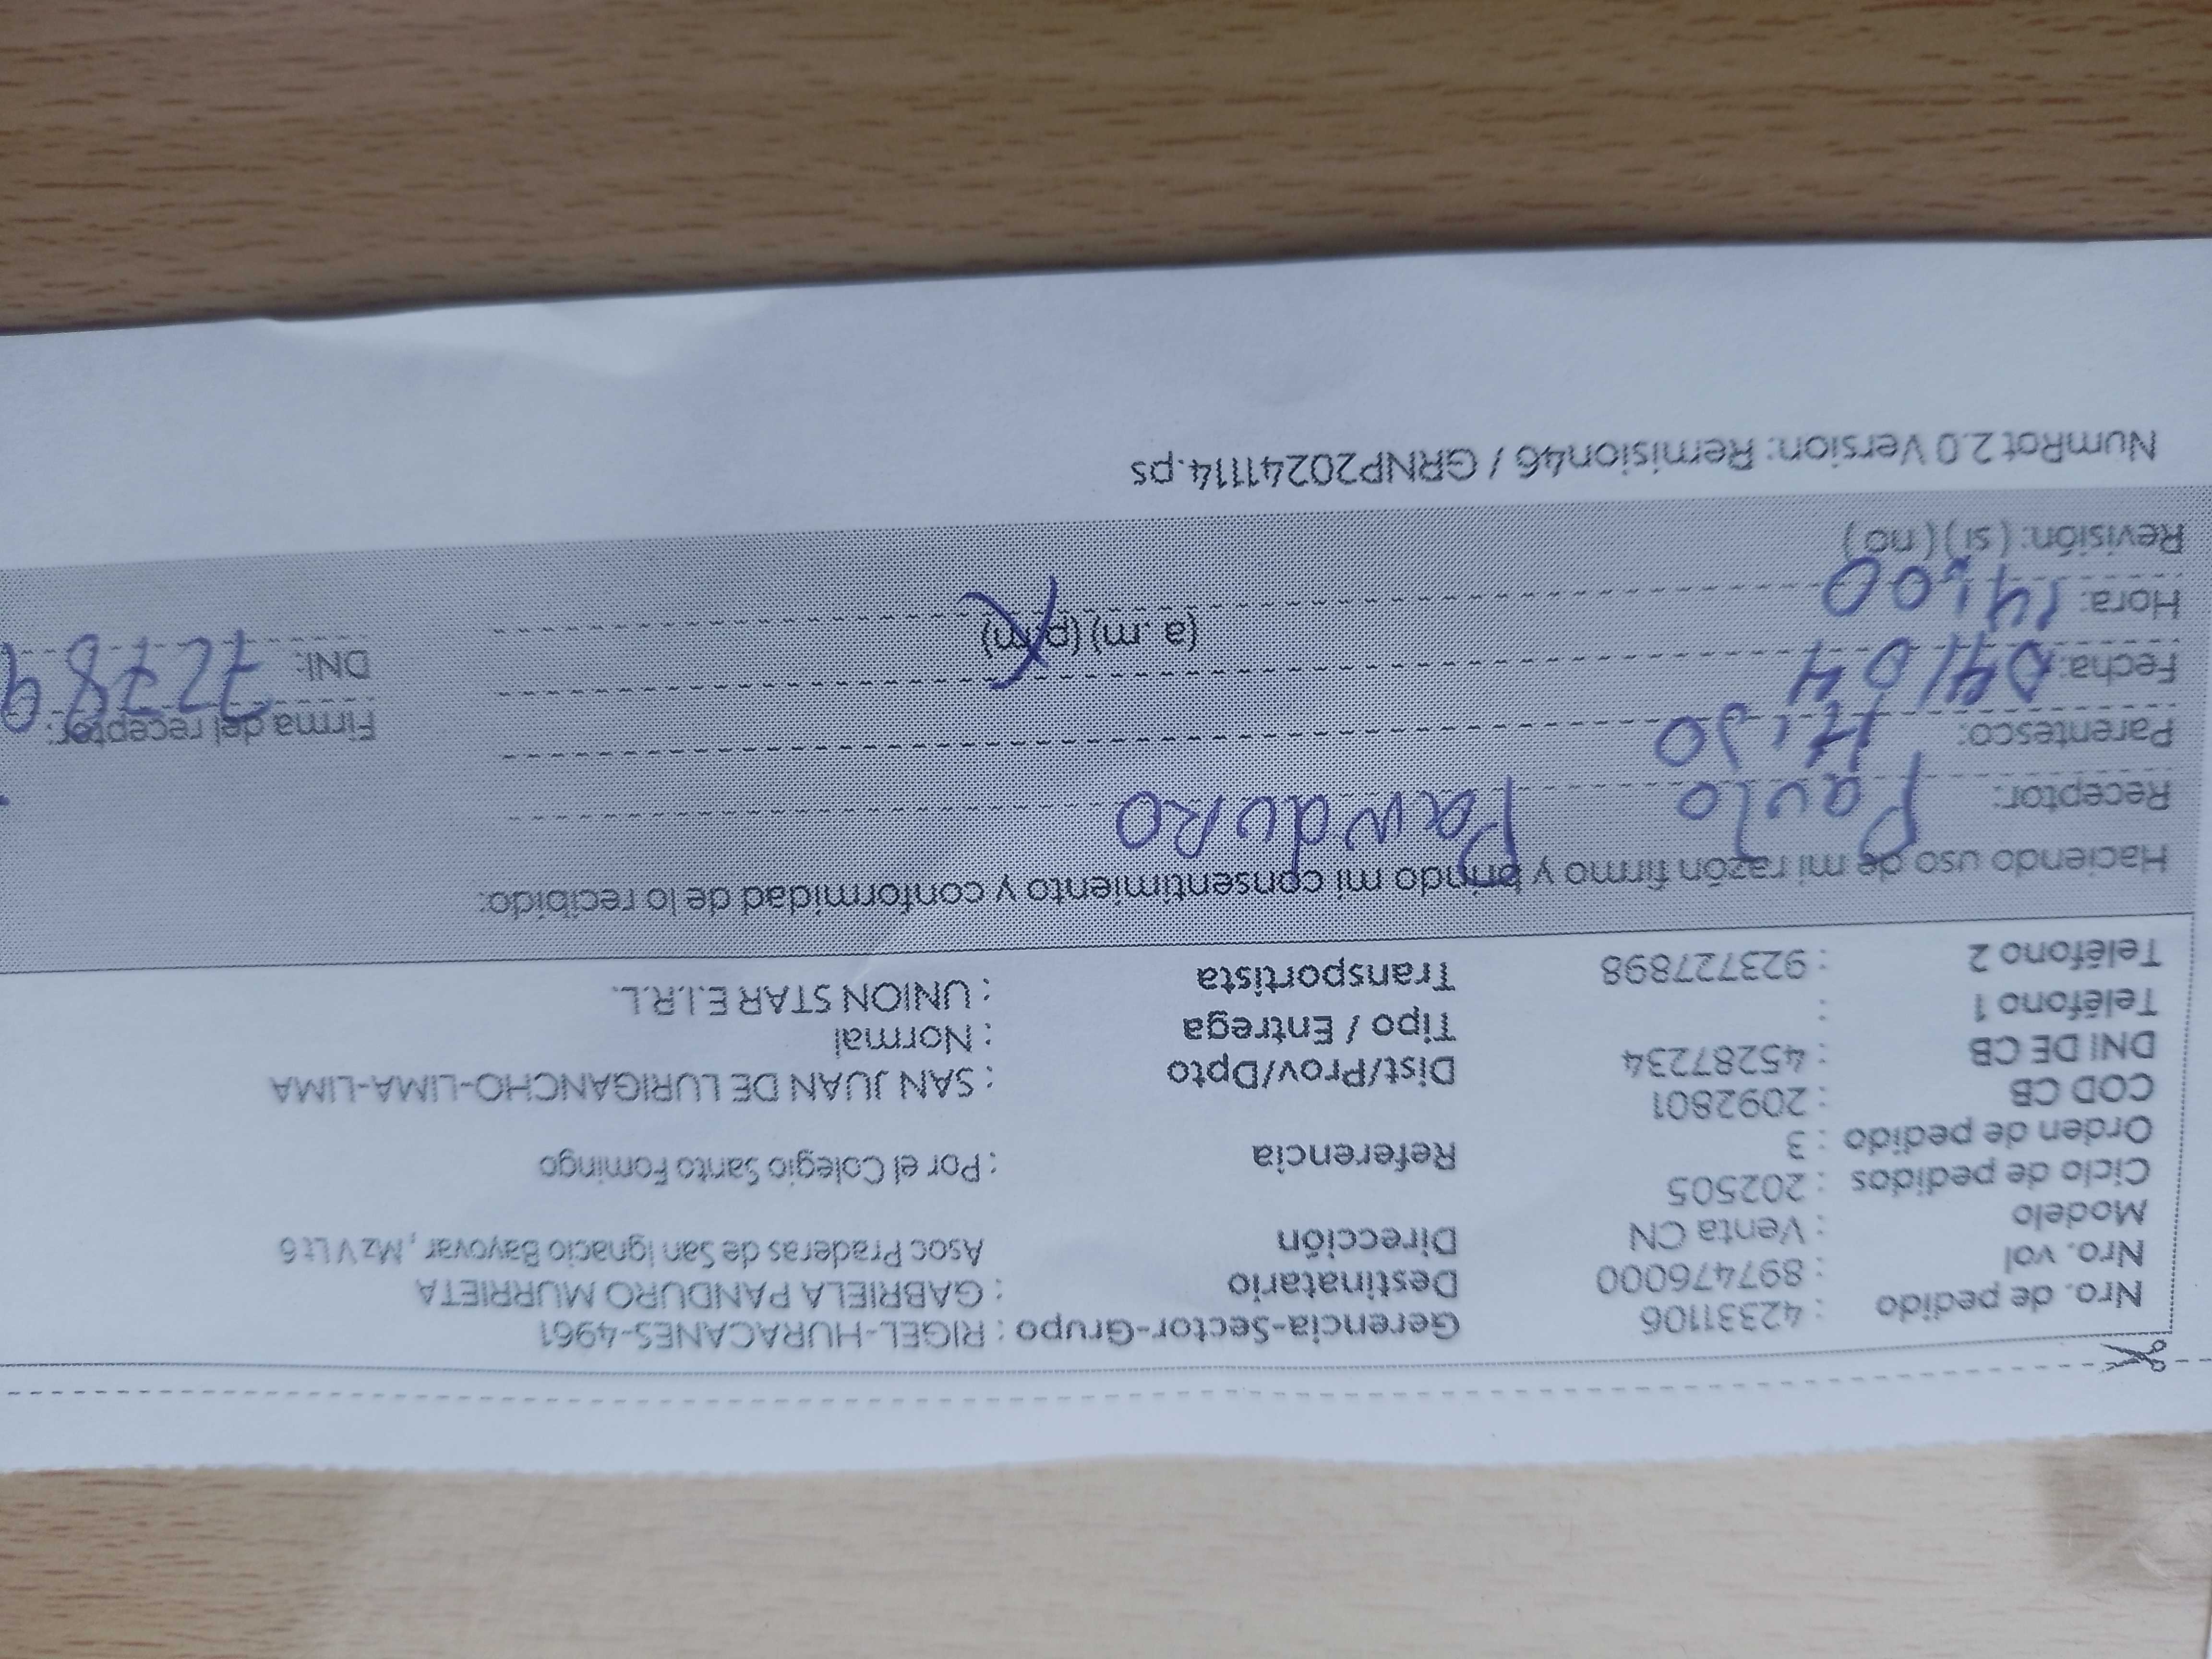 Nro. de pedido : 42331106 Gerencia-Sector-Grupo : RIGEL-HURACANES-4961
Nro. vol : 897476000 Destinatario : GABRIELA PANDURO MURRIETA
Modelo : Venta CN Dirección Asoc Praderas de San Ignacio Bayovar , Mz V Lt 6
Ciclo de pedidos : 202505
Orden de pedido : 3 Referencia : Por el Colegio Santo Fomingo
COD CB : 2092801
DNI DE CB : 45287234 Dist/Prov/Dpto : SAN JUAN DE LURIGANCHO-LIMA-LIMA
Teléfono 1 : Tipo / Entrega : Normal
Teléfono 2 : 923727898 Transportista : UNION STAR E.I.R.L.
Haciendo uso de mi razón firmo y brindo mi consentimiento y conformidad de lo recibido:
Receptor: Paulo Panduro
Parentesco: Hijo Firma del receptor:
Fecha: 04/04 DNI: 72789
Hora: 14:00 (a .m) (p.m)
Revisión: ( si ) ( no )
NumRot 2.0 Version: Remision46 / GRNP20241114.ps